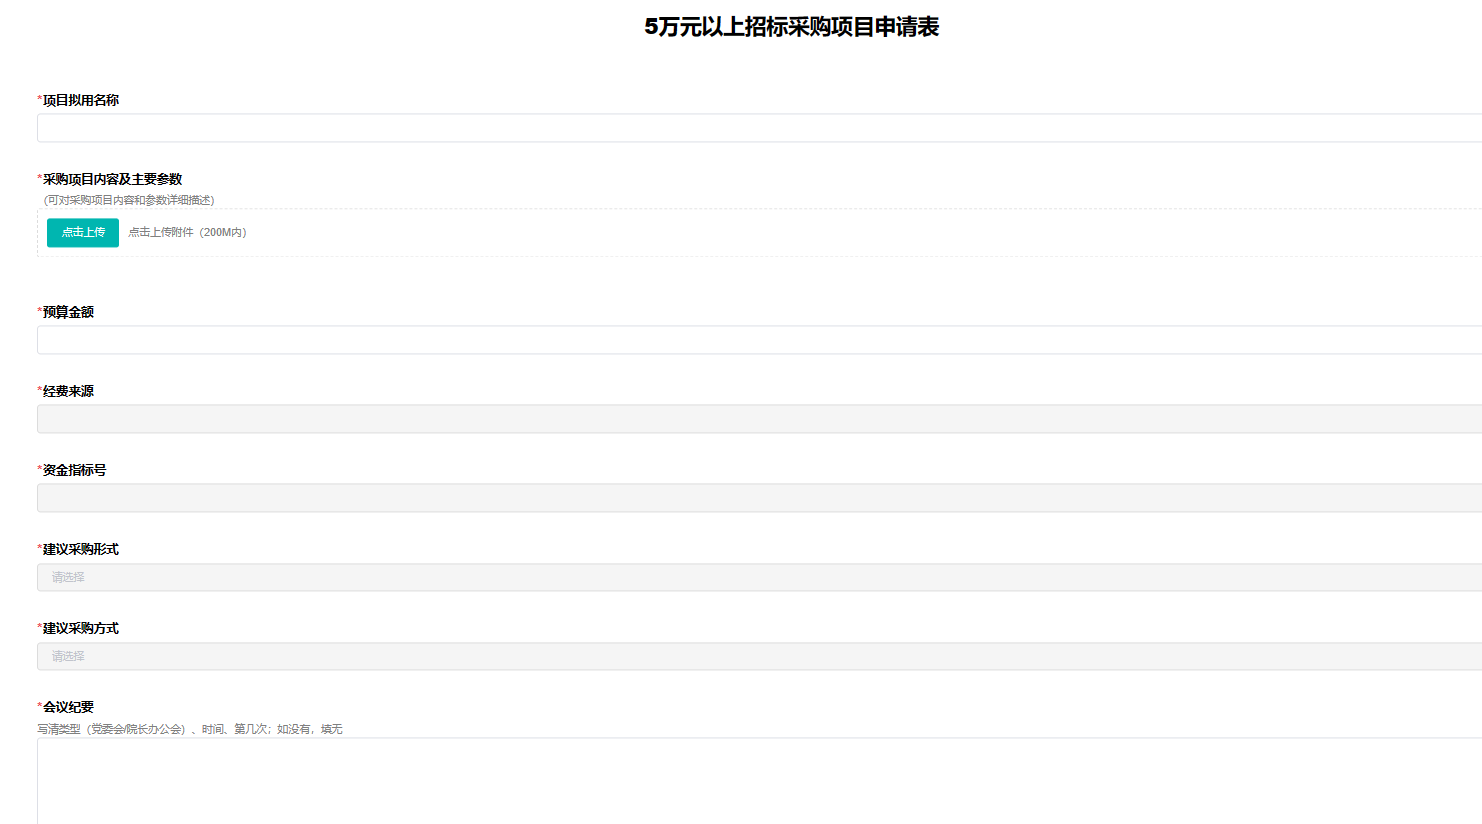 5万元以上招标采购项目申请表
*项目拟用名称
*采购项目内容及主要参数
(可对采购项目内容和参数详细描述)
点击上传 点击上传附件（200M内）
*预算金额
*经费来源
*资金指标号
*建议采购形式
请选择
*建议采购方式
请选择
*会议纪要
写清类型（党委会/院长办公会）、时间、第几次；如没有，填无